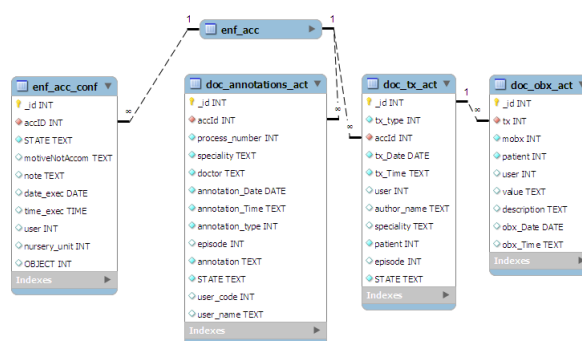 1
enf_acc
1
enf_acc_conf
_id INT
accID INT
STATE TEXT
motiveNotAccom TEXT
note TEXT
date_exec DATE
time_exec TIME
user INT
nursery_unit INT
OBJECT INT
Indexes
∞
doc_annotations_act
_id INT
accId INT
process_number INT
speciality TEXT
doctor TEXT
annotation_Date DATE
annotation_Time TEXT
annotation_type INT
episode INT
annotation TEXT
STATE TEXT
user_code INT
user_name TEXT
Indexes
∞
∞
doc_tx_act
_id INT
tx_type INT
accId INT
tx_Date DATE
tx_Time TEXT
user INT
author_name TEXT
speciality TEXT
patient INT
episode INT
STATE TEXT
Indexes
1
∞
doc_obx_act
_id INT
tx INT
mobx INT
patient INT
user INT
value TEXT
description TEXT
obx_Date DATE
obx_Time TEXT
Indexes